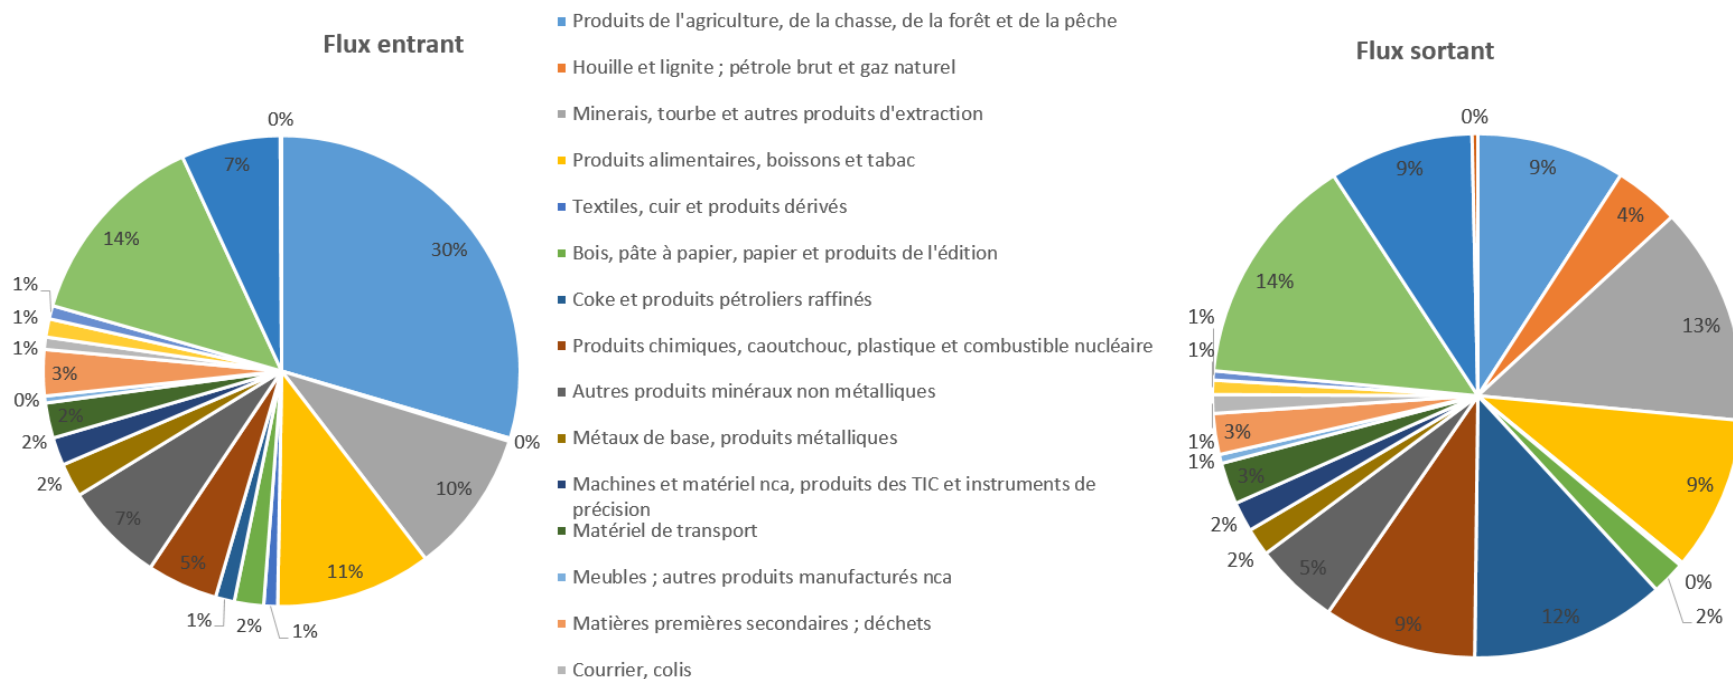 Flux entrant
0%
7%
30%
14%
1%
1%
1%
3%
0%
2%
2%
2%
7%
5%
1%
2%
1%
11%
10%
0%
Produits de l'agriculture, de la chasse, de la forêt et de la pêche
Houille et lignite ; pétrole brut et gaz naturel
Minerais, tourbe et autres produits d'extraction
Produits alimentaires, boissons et tabac
Textiles, cuir et produits dérivés
Bois, pâte à papier, papier et produits de l'édition
Coke et produits pétroliers raffinés
Produits chimiques, caoutchouc, plastique et combustible nucléaire
Autres produits minéraux non métalliques
Métaux de base, produits métalliques
Machines et matériel nca, produits des TIC et instruments de
précision
Matériel de transport
Meubles ; autres produits manufacturés nca
Matières premières secondaires ; déchets
Courrier, colis
Flux sortant
0%
9%
9%
4%
14%
13%
1%
1%
1%
3%
1%
3%
2%
2%
5%
9%
12%
2%
0%
9%